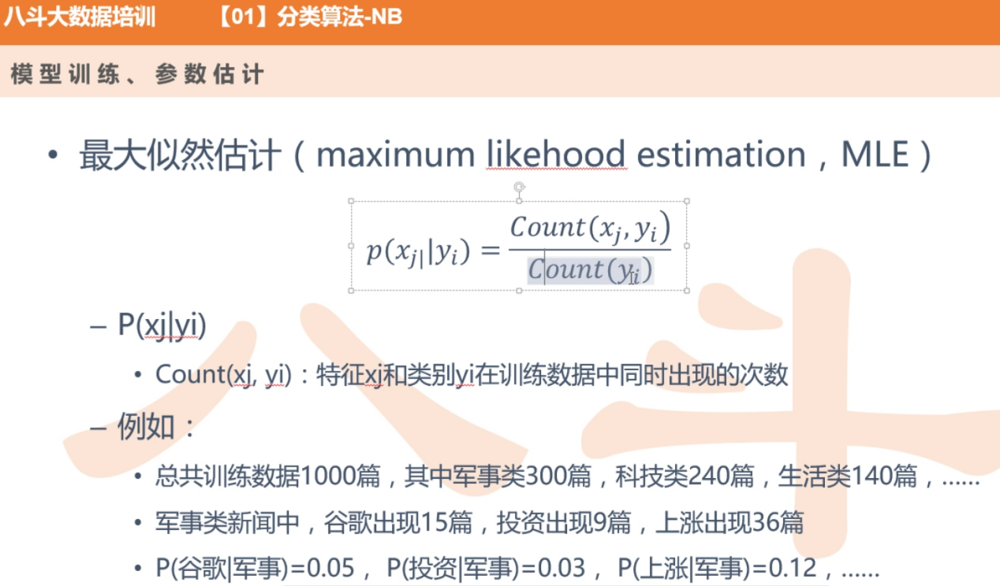 八斗大数据培训 【01】分类算法-NB
模型训练、参数估计
• 最大似然估计（maximum likehood estimation，MLE）
p(x_{j|}|y_i) = \frac{Count(x_j, y_i)}{Count(y_i)}
– P(xj|yi)
• Count(xj, yi)：特征xj和类别yi在训练数据中同时出现的次数
– 例如：
• 总共训练数据1000篇，其中军事类300篇，科技类240篇，生活类140篇，……
• 军事类新闻中，谷歌出现15篇，投资出现9篇，上涨出现36篇
• P(谷歌|军事)=0.05， P(投资|军事)=0.03， P(上涨|军事)=0.12，……
八斗